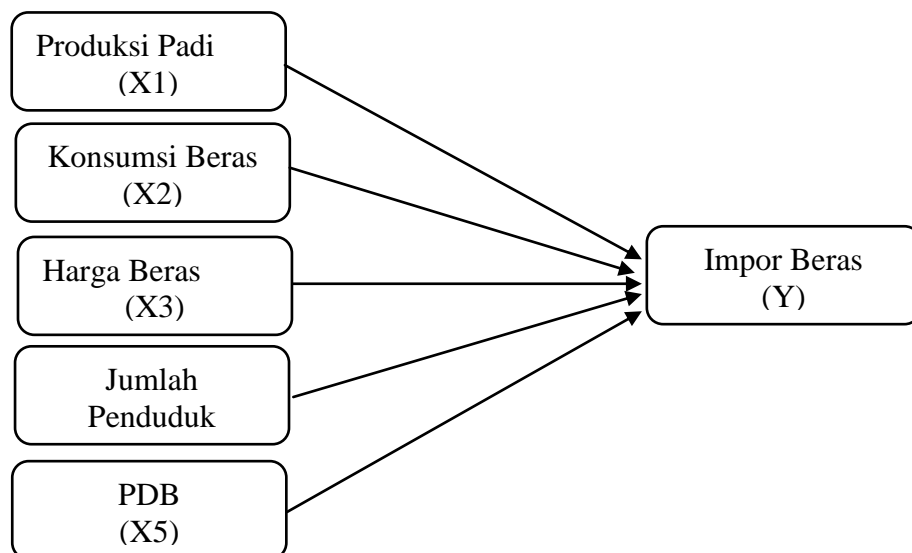 Produksi Padi
(X1)
Konsumsi Beras
(X2)
Harga Beras
(X3)
Jumlah
Penduduk
PDB
(X5)
Impor Beras
(Y)